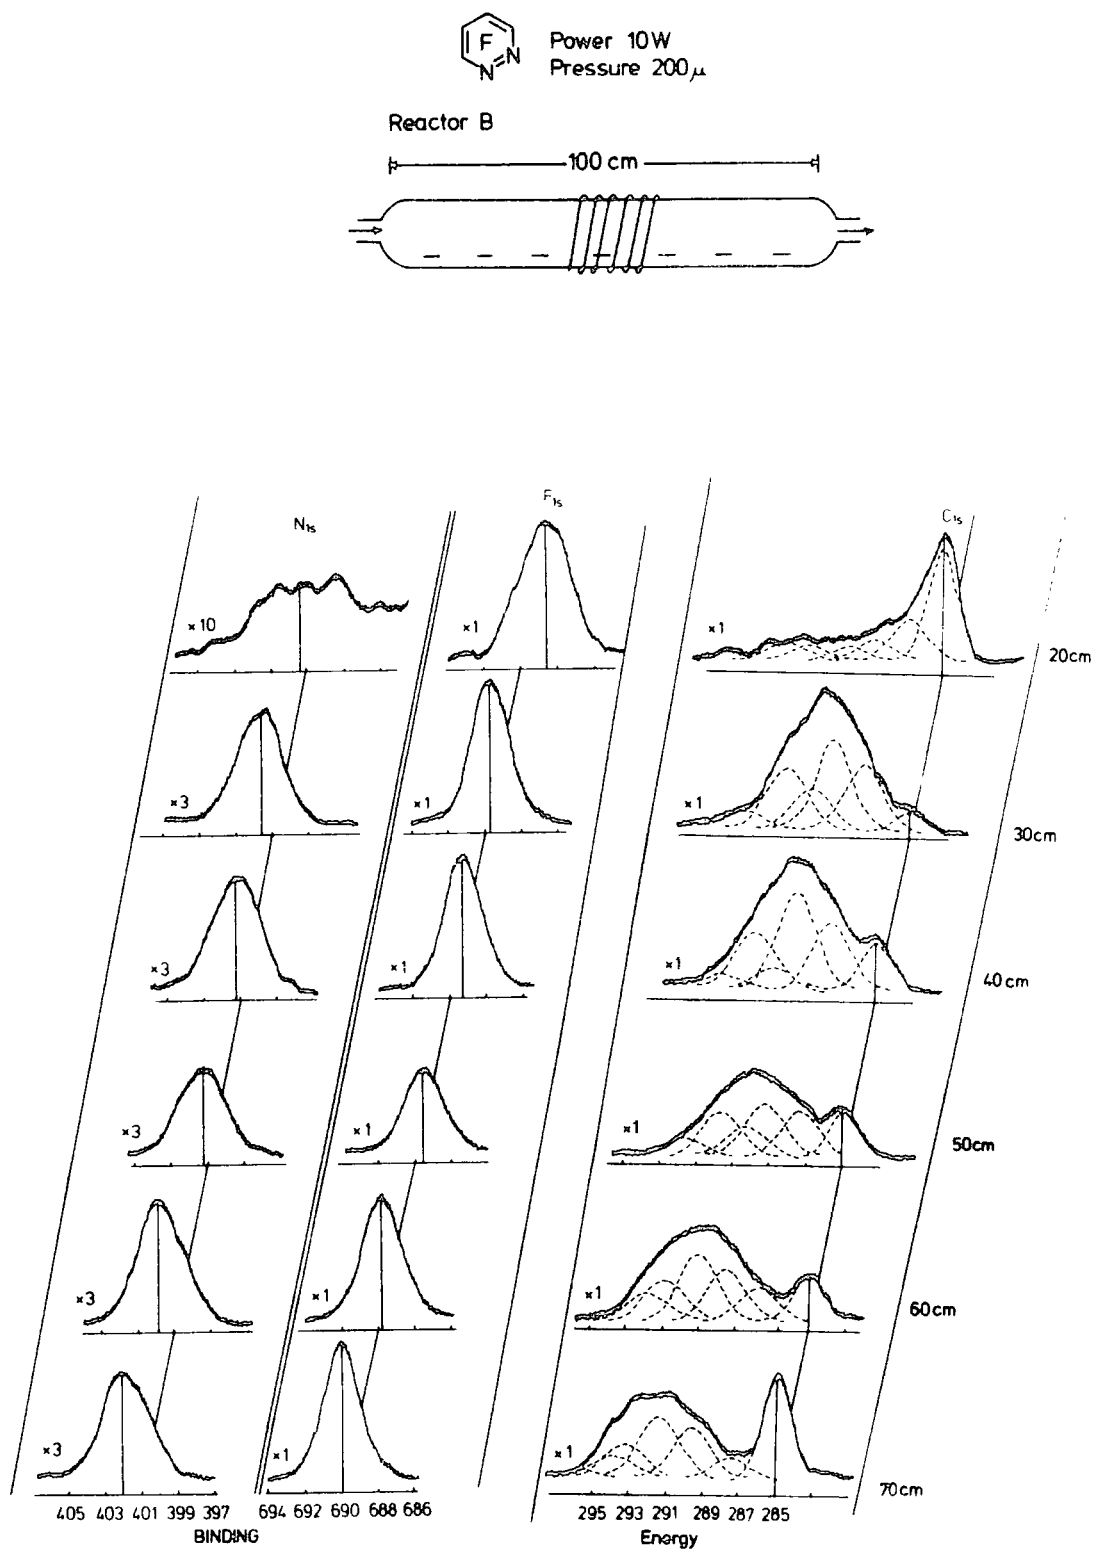 F
N
N
Power 10W
Pressure 200μ
Reactor B
100 cm
N1s
F1s
C1s
×10
×1
×1
20cm
×3
×1
×1
30cm
×3
×1
×1
40cm
×3
×1
×1
50cm
×3
×1
×1
60cm
×3
×1
×1
70cm
405 403 401 399 397
694 692 690 688 686
295 293 291 289 287 285
BINDING
Energy